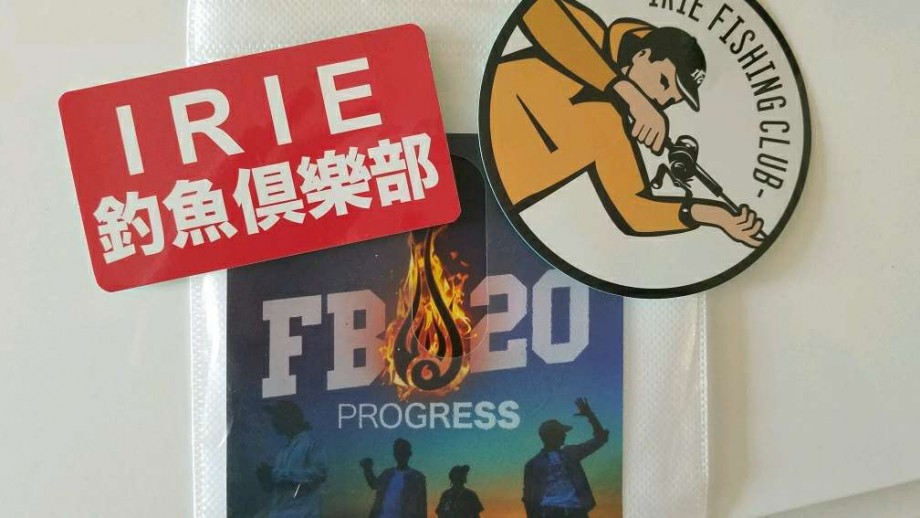 IRIE
釣魚倶樂部
IRIE FISHING CLUB-
FB 20
PROGRESS